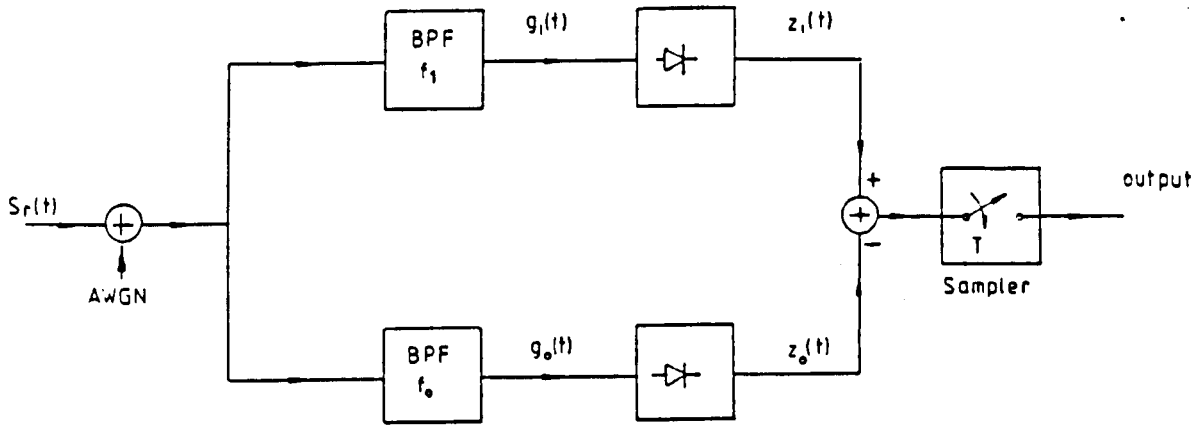 BPF
f₁
g₁(t)
z₁(t)
Sᵣ(t)
+
AWGN
+
+
−
T
Sampler
output
BPF
f₀
g₀(t)
z₀(t)